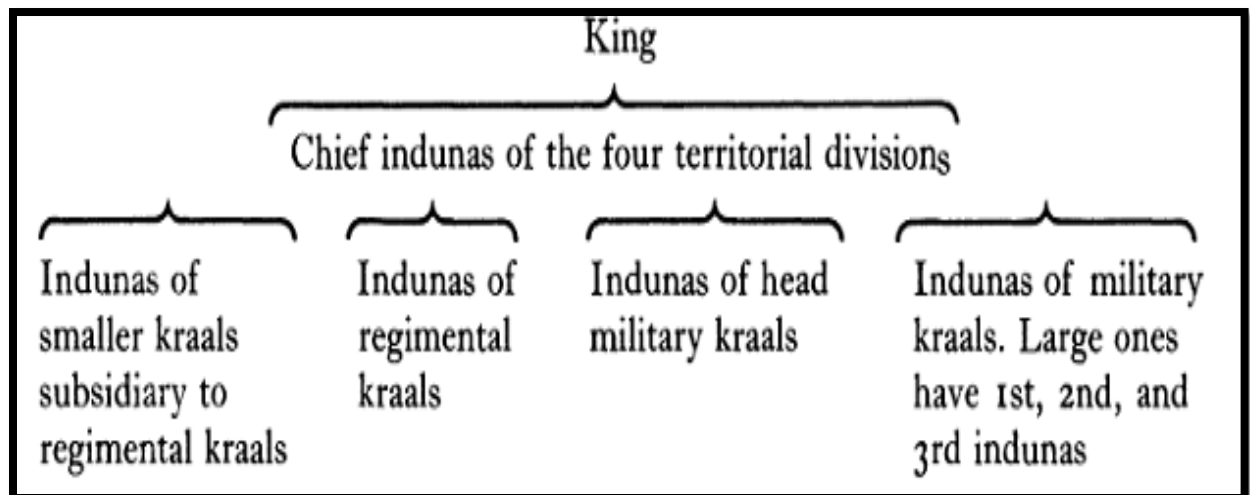 King
Chief indunas of the four territorial divisions
Indunas of
smaller kraals
subsidiary to
regimental kraals
Indunas of
regimental
kraals
Indunas of head
military kraals
Indunas of military
kraals. Large ones
have 1st, 2nd, and
3rd indunas